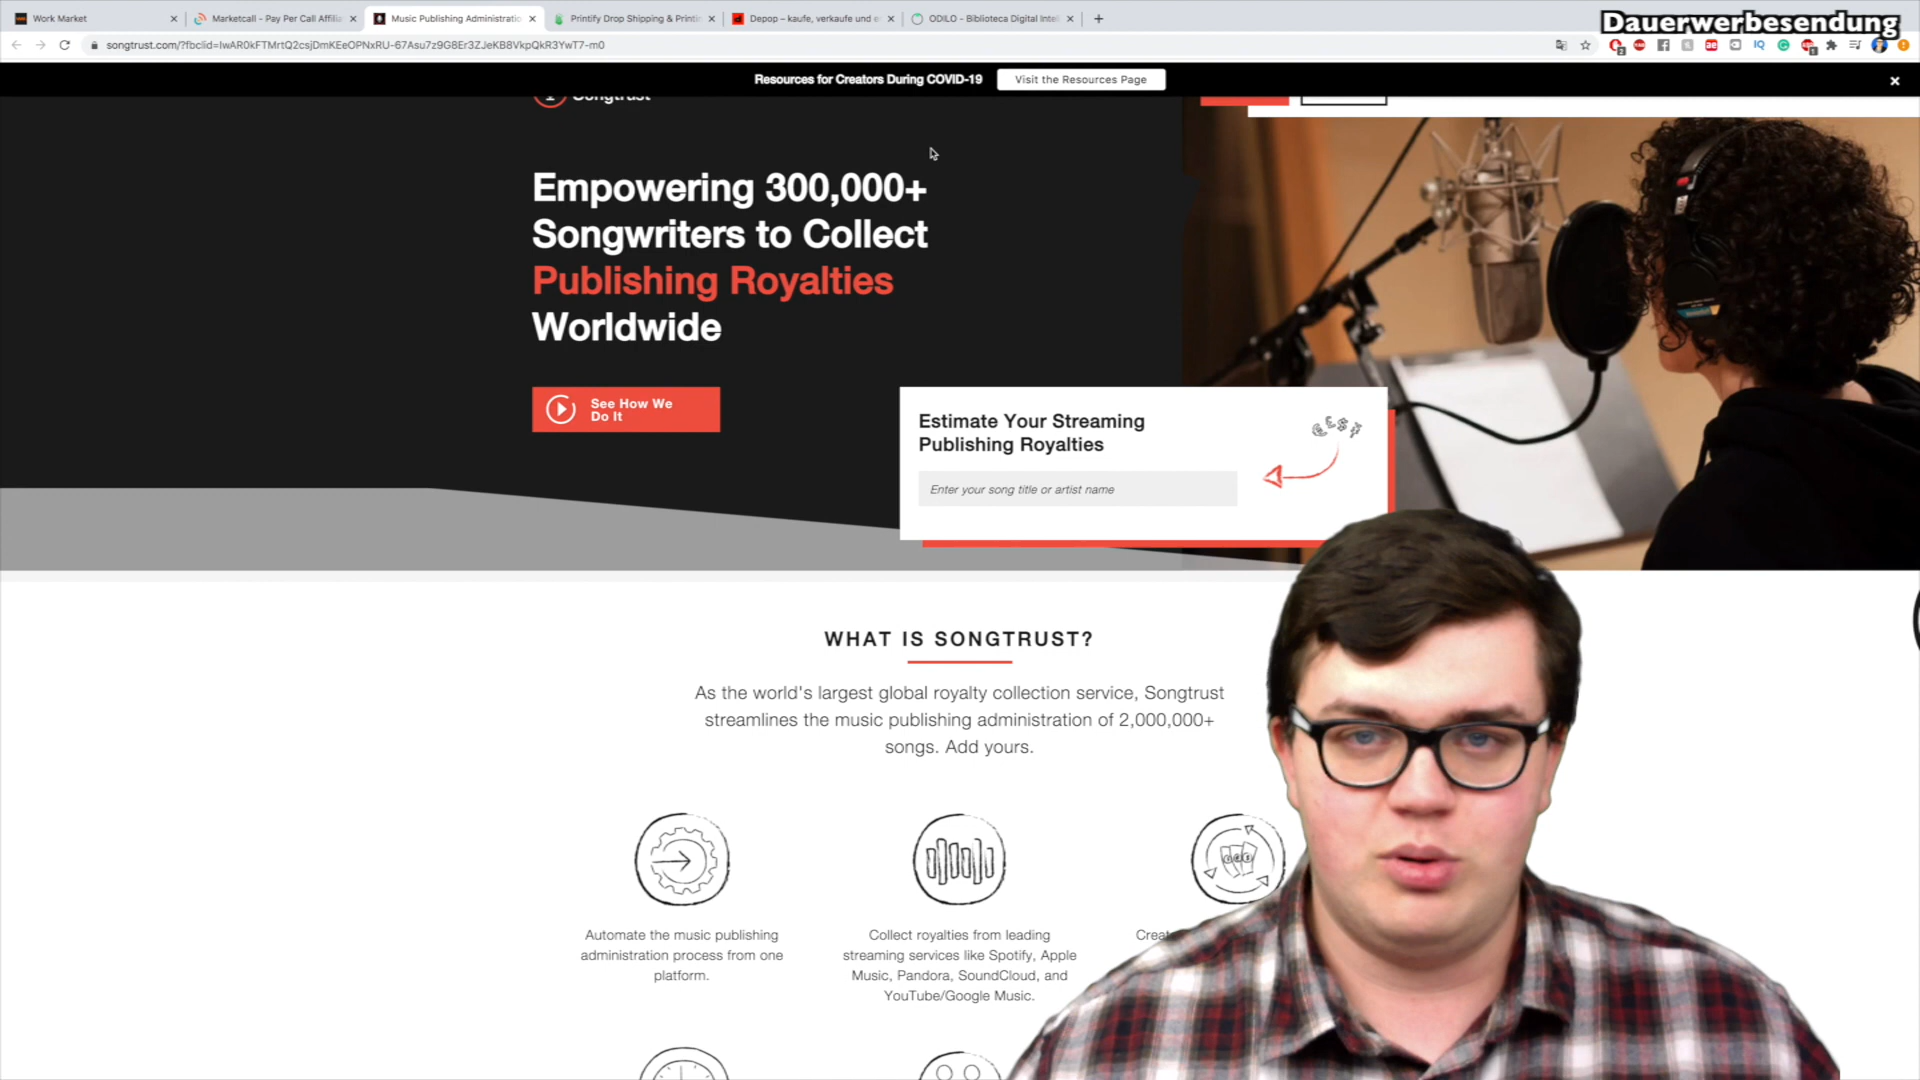 Work Market
Marketcall - Pay Per Call Affilia
Music Publishing Administratio
Printify Drop Shipping & Printin
Depop – kaufe, verkaufe und e
ODILO - Biblioteca Digital Intel
Dauerwerbesendung
songtrust.com/?fbclid=IwAR0kFTMrtQ2csjDmKEeOPNxRU-67Asu7z9G8Er3ZJeKB8VkpQkR3YwT7-m0
Resources for Creators During COVID-19
Visit the Resources Page
Songtrust
Empowering 300,000+
Songwriters to Collect
Publishing Royalties
Worldwide
See How We
Do It
Estimate Your Streaming
Publishing Royalties
Enter your song title or artist name
WHAT IS SONGTRUST?
As the world's largest global royalty collection service, Songtrust
streamlines the music publishing administration of 2,000,000+
songs. Add yours.
Automate the music publishing
administration process from one
platform.
Collect royalties from leading
streaming services like Spotify, Apple
Music, Pandora, SoundCloud, and
YouTube/Google Music.